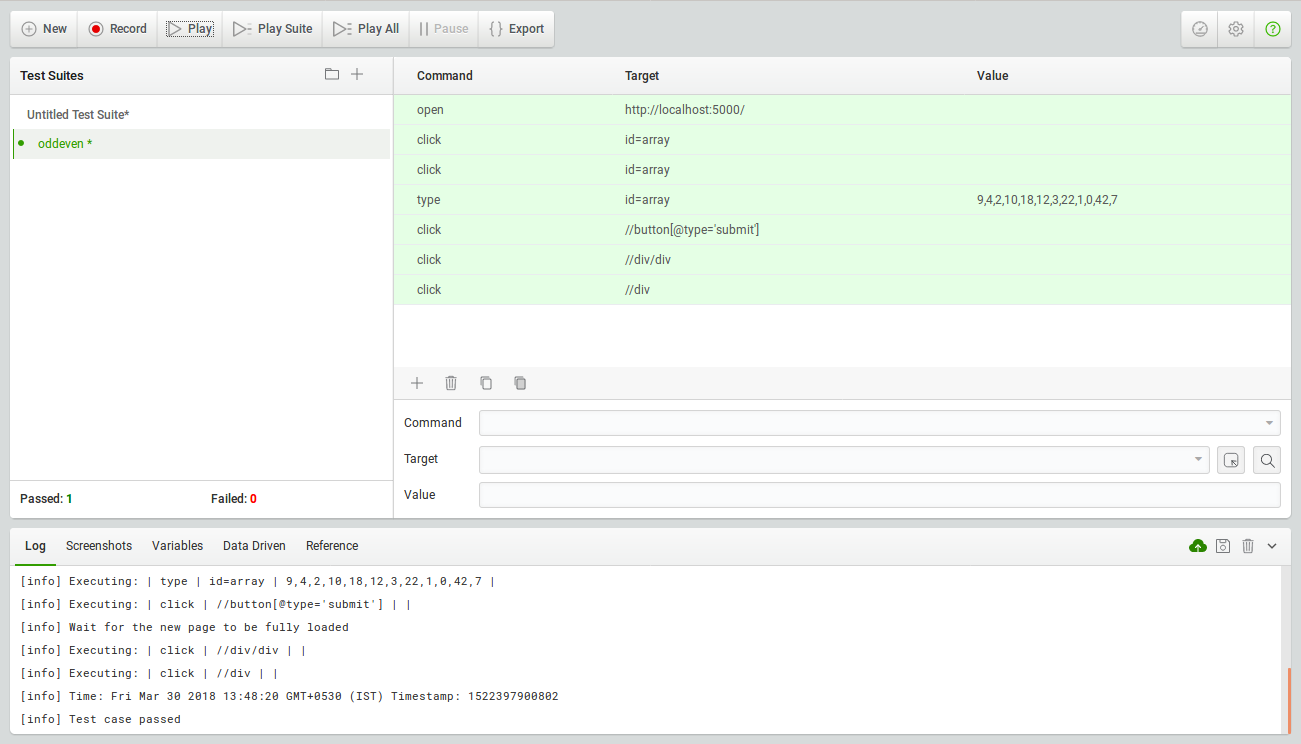 New Record Play Play Suite Play All Pause Export
Test Suites
Untitled Test Suite*
oddeven *
Passed: 1 Failed: 0
Command Target Value
open http://localhost:5000/
click id=array
click id=array
type id=array 9,4,2,10,18,12,3,22,1,0,42,7
click //button[@type='submit']
click //div/div
click //div
Command
Target
Value
Log Screenshots Variables Data Driven Reference
[info] Executing: | type | id=array | 9,4,2,10,18,12,3,22,1,0,42,7 |
[info] Executing: | click | //button[@type='submit'] | |
[info] Wait for the new page to be fully loaded
[info] Executing: | click | //div/div | |
[info] Executing: | click | //div | |
[info] Time: Fri Mar 30 2018 13:48:20 GMT+0530 (IST) Timestamp: 1522397900802
[info] Test case passed